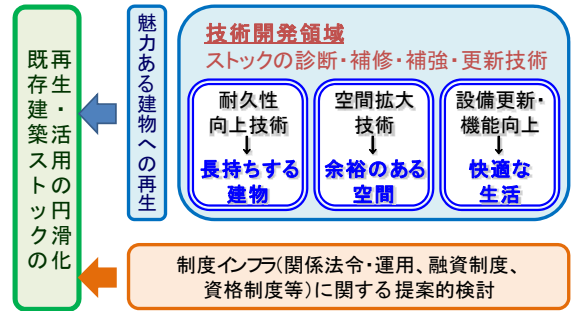 既存建築ストックの
再生・活用の円滑化
魅力ある建物への再生
技術開発領域
ストックの診断・補修・補強・更新技術
耐久性
向上技術
↓
長持ちする
建物
空間拡大
技術
↓
余裕のある
空間
設備更新・
機能向上
↓
快適な
生活
制度インフラ(関係法令・運用、融資制度、
資格制度等)に関する提案的検討